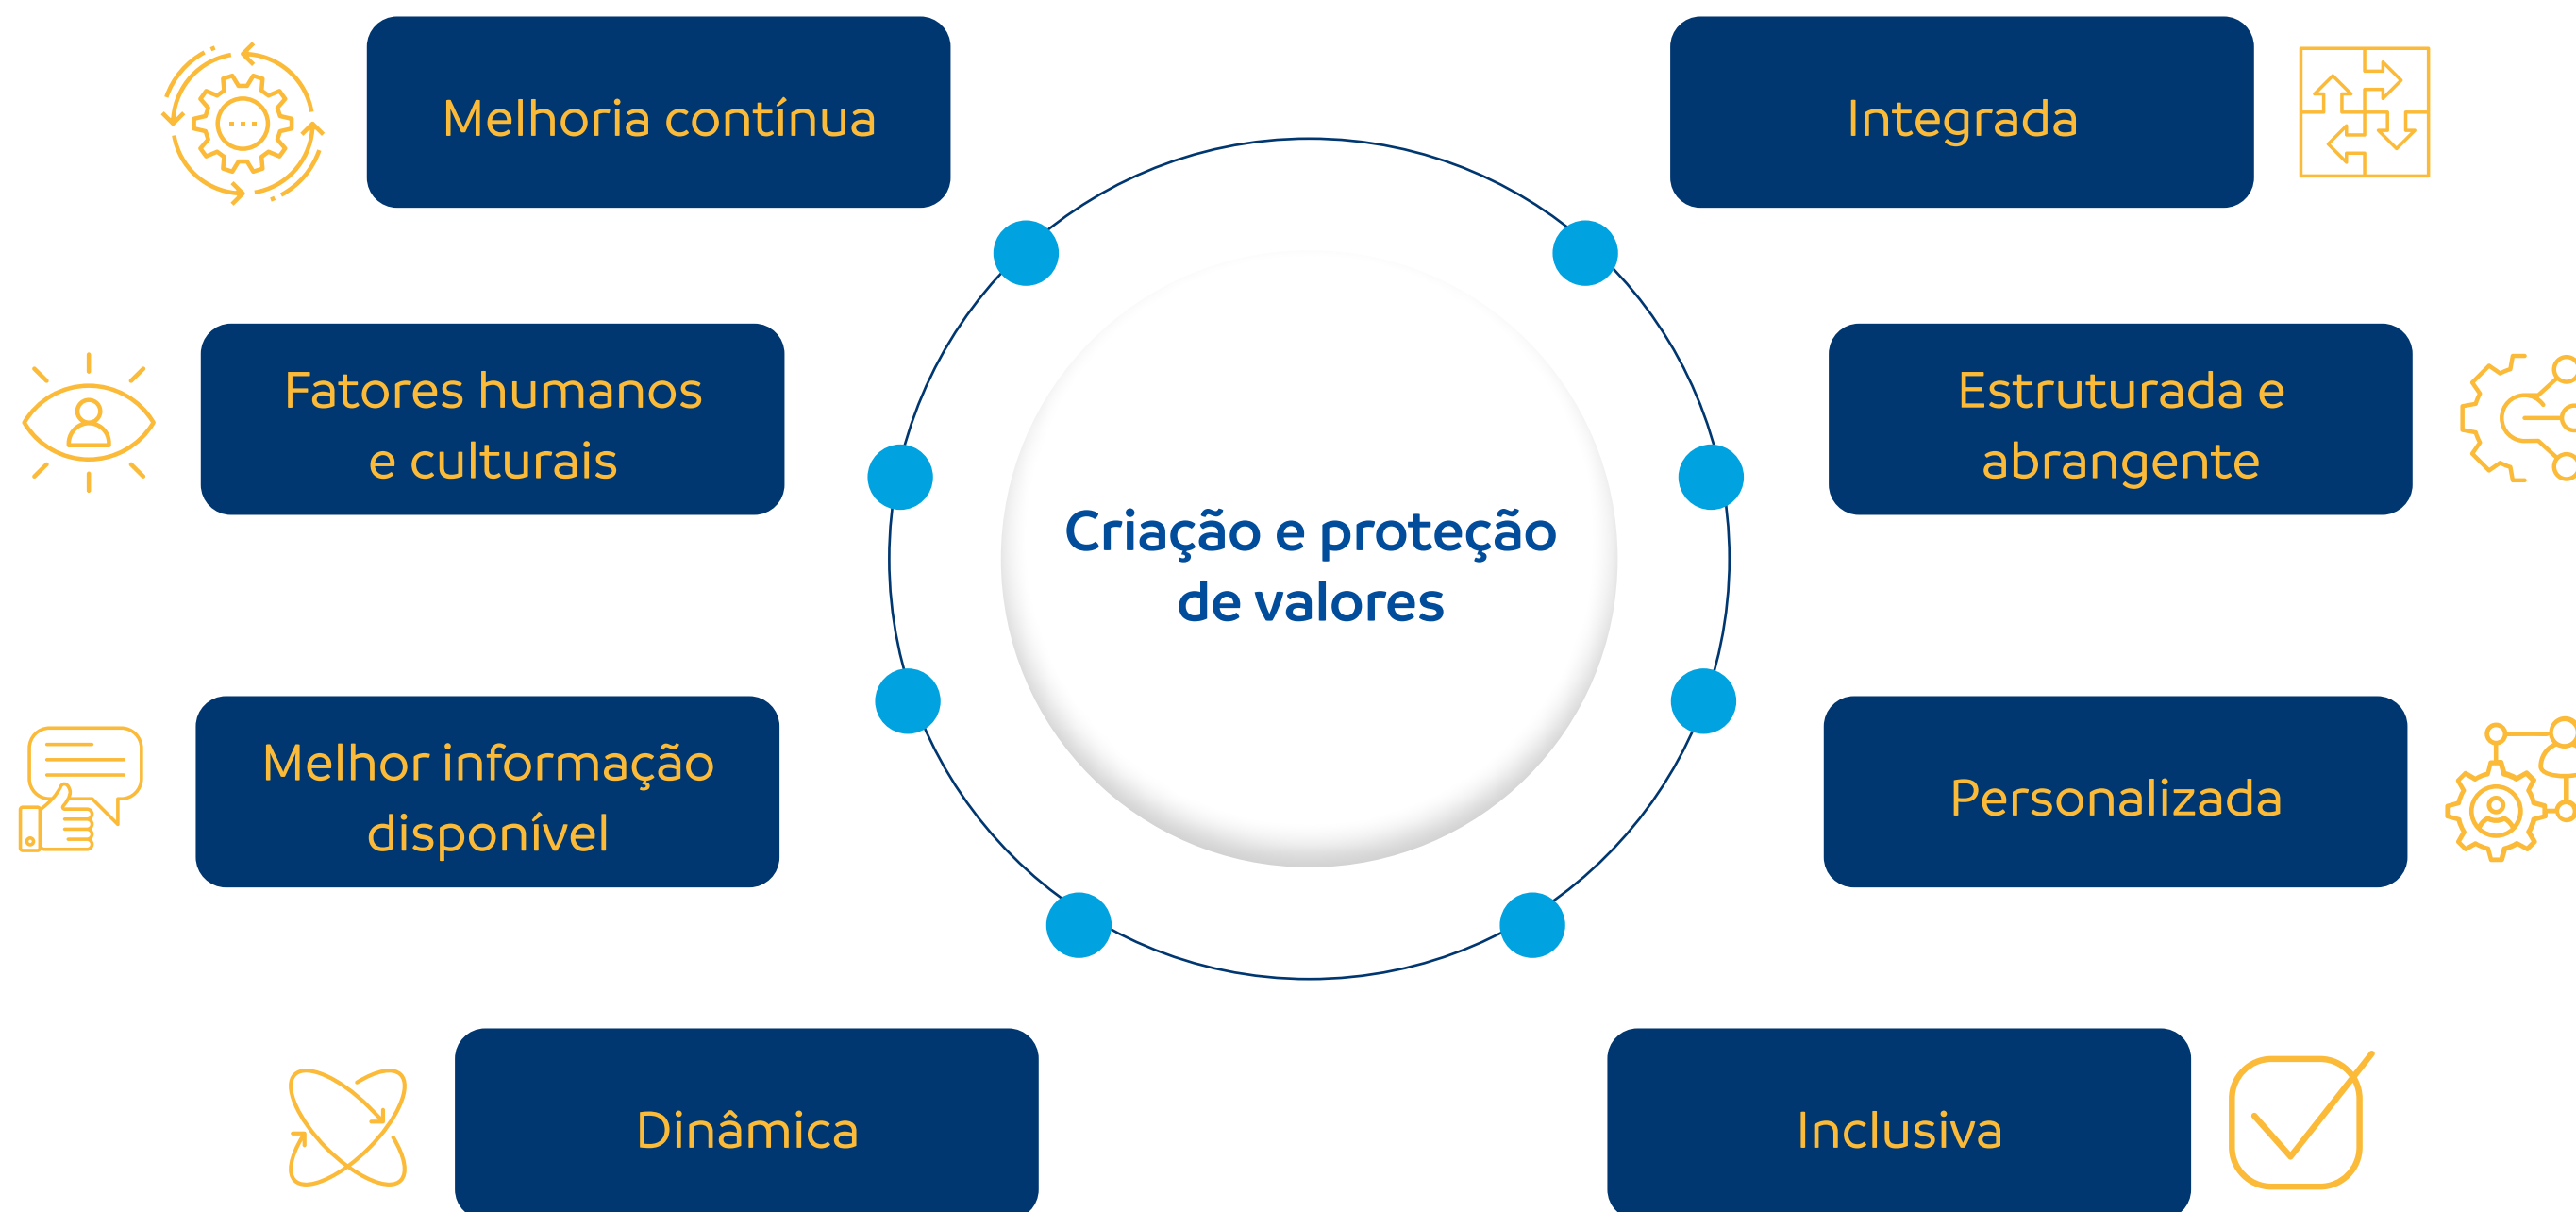 Melhoria contínua
Integrada
Fatores humanos
e culturais
Estruturada e
abrangente
Criação e proteção
de valores
Melhor informação
disponível
Personalizada
Dinâmica
Inclusiva